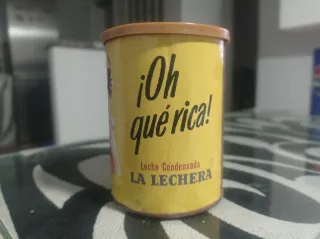 ¡Oh
qué rica!
Leche Condensada
LA LECHERA